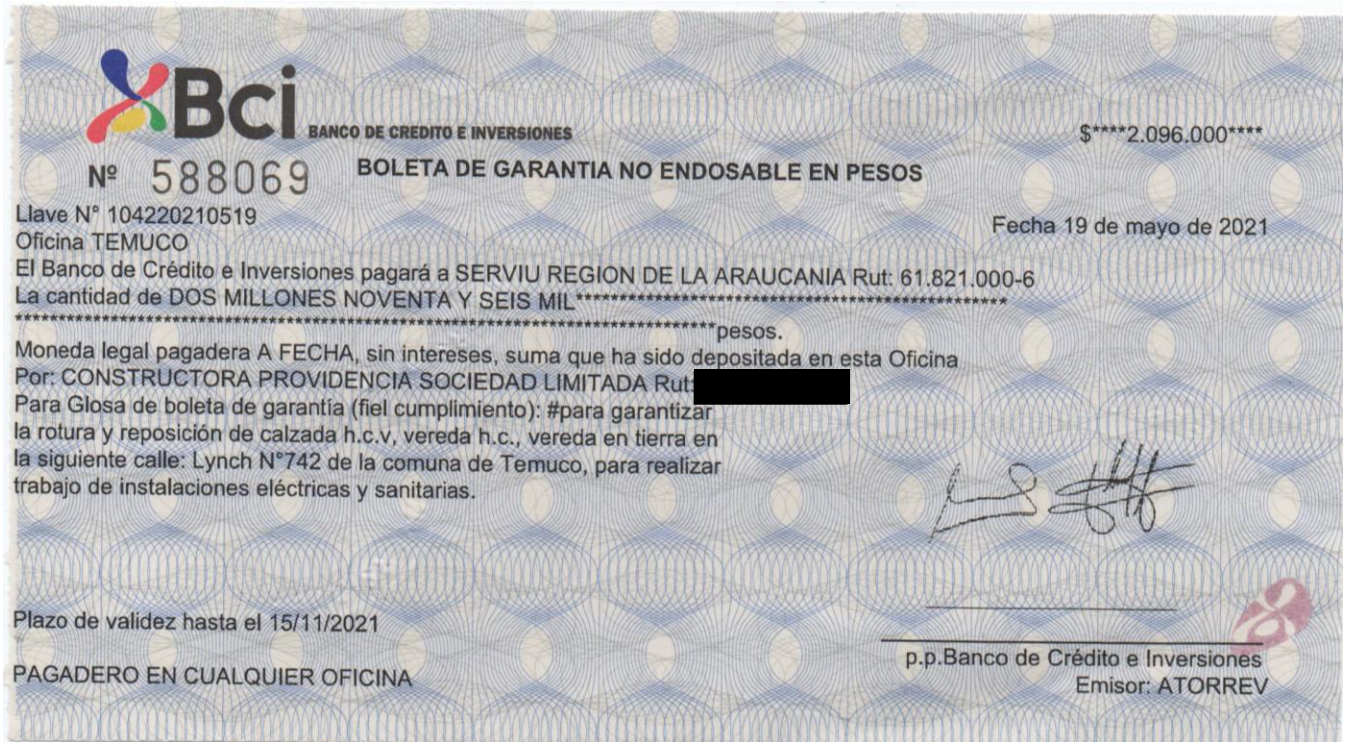 Bci BANCO DE CREDITO E INVERSIONES
$****2.096.000****
Nº 588069
BOLETA DE GARANTIA NO ENDOSABLE EN PESOS
Llave N° 104220210519
Fecha 19 de mayo de 2021
Oficina TEMUCO
El Banco de Crédito e Inversiones pagará a SERVIU REGION DE LA ARAUCANIA Rut: 61.821.000-6
La cantidad de DOS MILLONES NOVENTA Y SEIS MIL*************************************************
********************************************************************************pesos.
Moneda legal pagadera A FECHA, sin intereses, suma que ha sido depositada en esta Oficina
Por: CONSTRUCTORA PROVIDENCIA SOCIEDAD LIMITADA Rut:
Para Glosa de boleta de garantía (fiel cumplimiento): #para garantizar
la rotura y reposición de calzada h.c.v, vereda h.c., vereda en tierra en
la siguiente calle: Lynch N°742 de la comuna de Temuco, para realizar
trabajo de instalaciones eléctricas y sanitarias.
Plazo de validez hasta el 15/11/2021
PAGADERO EN CUALQUIER OFICINA
p.p.Banco de Crédito e Inversiones
Emisor: ATORREV